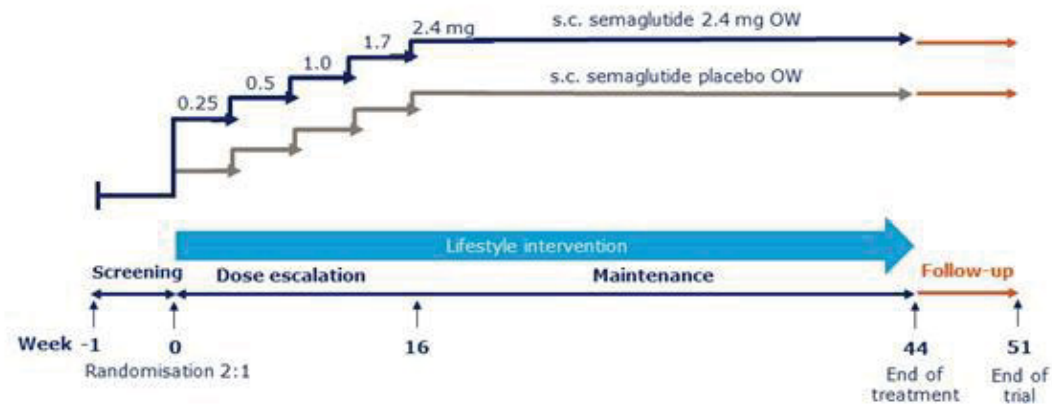 s.c. semaglutide 2.4 mg OW
2.4 mg
1.7
1.0
0.5
0.25
s.c. semaglutide placebo OW
Lifestyle intervention
Screening
Dose escalation
Maintenance
Follow-up
Week -1 0 16 44 51
Randomisation 2:1
End of
treatment
End of
trial